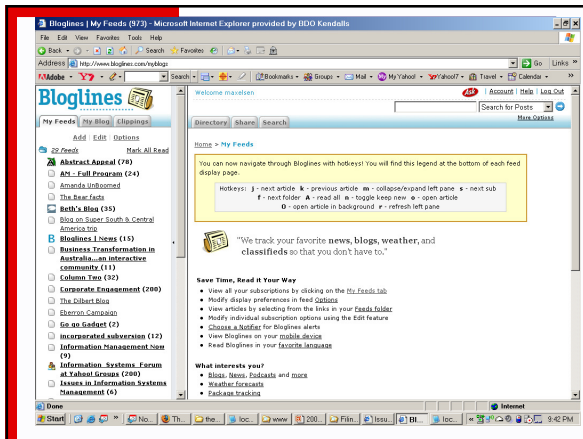 Bloglines | My Feeds (973) - Microsoft Internet Explorer provided by BDO Kendalls
File Edit View Favorites Tools Help
Back Search Favorites
Address http://www.bloglines.com/myblogs Go Links »
Adobe Y7 Search Bookmarks Groups Mail My Yahoo! Yahoo!7 Travel Calendar »
Bloglines
Welcome maxelsen
Ask | Account | Help | Log Out
Search for Posts
More Options
My Feeds My Blog Clippings
Directory Share Search
Add | Edit | Options
29 Feeds Mark All Read
Abstract Appeal (78)
AM - Full Program (24)
Amanda UnBoomed
The Bear facts
Beth's Blog (35)
Blog on Super South & Central
America trip
Bloglines | News (15)
Business Transformation in
Australia...an interactive
community (11)
Column Two (32)
Corporate Engagement (200)
The Dilbert Blog
Eberron Campaign
Go go Gadget (2)
incorporated subversion (12)
Information Management Now
(9)
Information Systems Forum
at Yahoo! Groups (200)
Issues in Information Systems
Management (6)
Home > My Feeds
You can now navigate through Bloglines with hotkeys! You will find this legend at the bottom of each feed
display page.
Hotkeys: j - next article k - previous article m - collapse/expand left pane s - next sub
f - next folder A - read all n - toggle keep new o - open article
O - open article in background r - refresh left pane
"We track your favorite news, blogs, weather, and
classifieds so that you don't have to."
Save Time, Read it Your Way
View all your subscriptions by clicking on the My Feeds tab
Modify display preferences in feed Options
View articles by selecting from the links in your Feeds folder
Modify individual subscription options using the Edit feature
Choose a Notifier for Bloglines alerts
View Bloglines on your mobile device
Read Bloglines in your favorite language
What interests you?
Blogs, News, Podcasts and more
Weather forecasts
Package tracking
Done Internet
Start » No... Th... the... loc... www 200... Filin... Issu... Bl... loc... « 9:42 PM